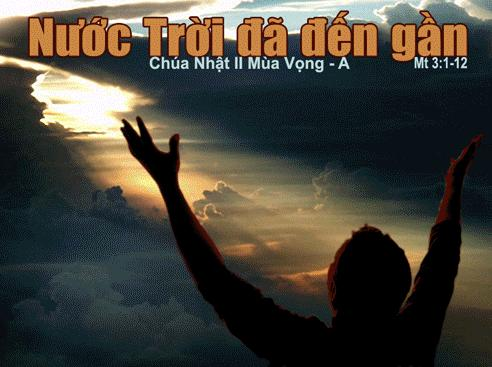 Nước Trời đã đến gần
Chúa Nhật II Mùa Vọng - A Mt 3:1-12